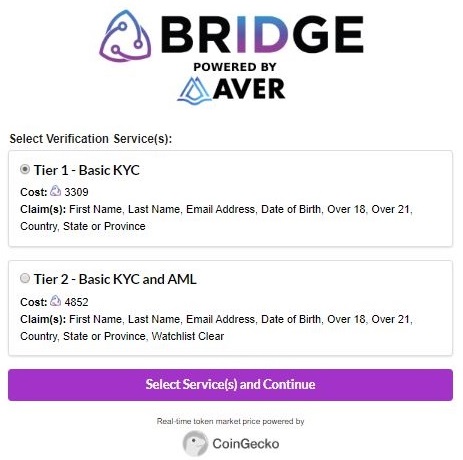 BRIDGE
POWERED BY
AVER
Select Verification Service(s):
Tier 1 - Basic KYC
Cost: 3309
Claim(s): First Name, Last Name, Email Address, Date of Birth, Over 18, Over 21,
Country, State or Province
Tier 2 - Basic KYC and AML
Cost: 4852
Claim(s): First Name, Last Name, Email Address, Date of Birth, Over 18, Over 21,
Country, State or Province, Watchlist Clear
Select Service(s) and Continue
Real-time token market price powered by
CoinGecko